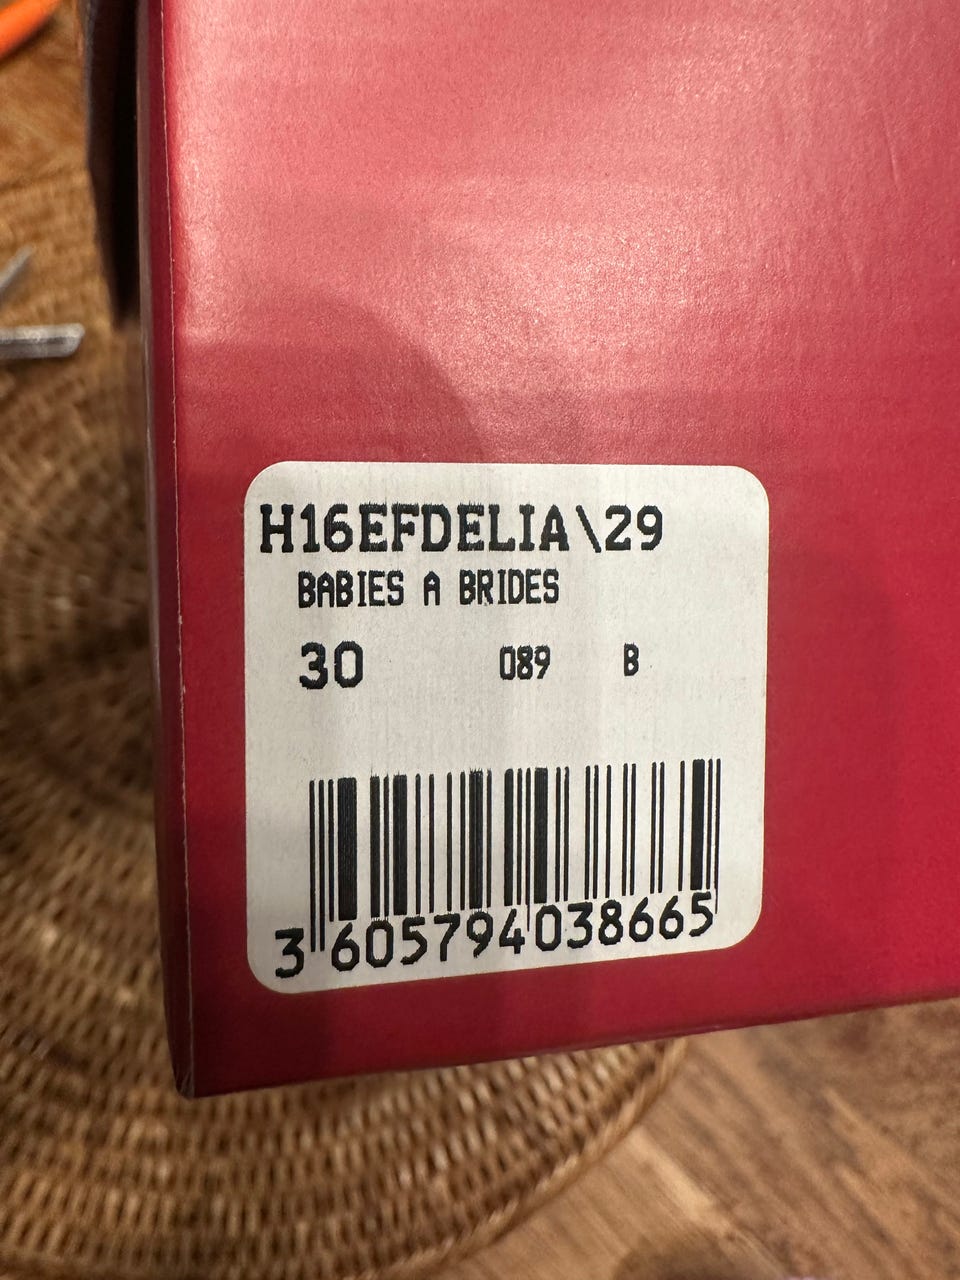 H16EFDELIA\29
BABIES A BRIDES
30 089 B
3 605794 038665